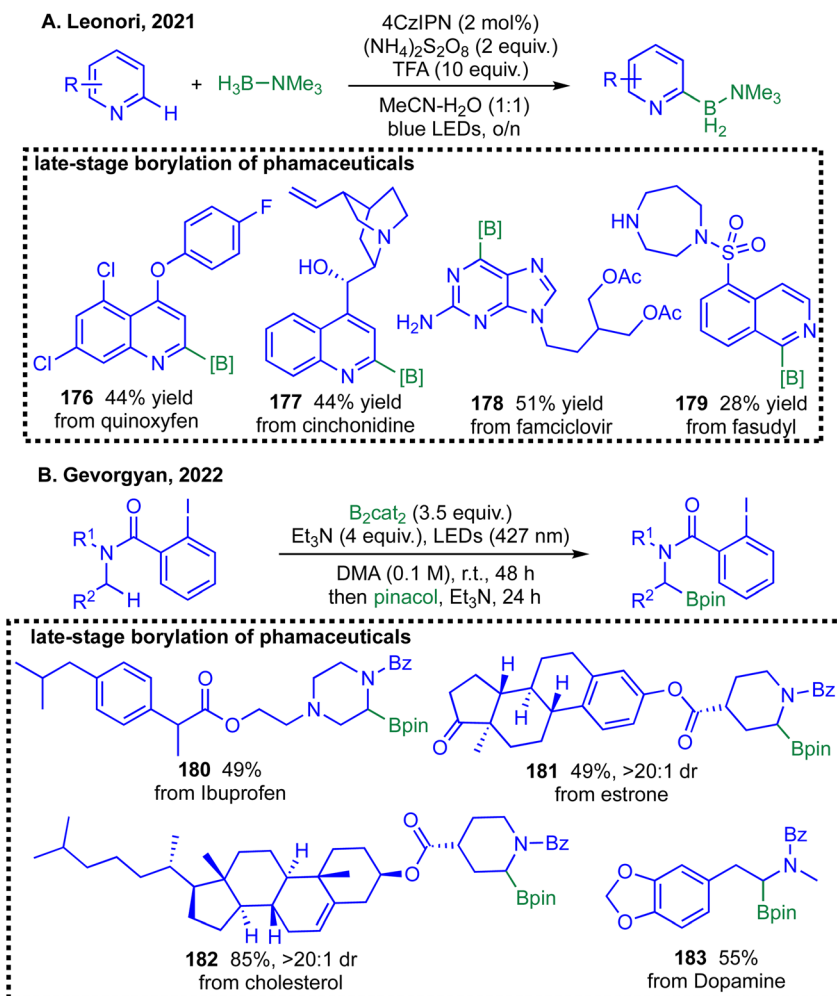 A. Leonori, 2021
R
N
H
+
H3B—NMe3
4CzIPN (2 mol%)
(NH4)2S2O8 (2 equiv.)
TFA (10 equiv.)
MeCN-H2O (1:1)
blue LEDs, o/n
R
N
B
H2
NMe3
late-stage borylation of phamaceuticals
F
O
Cl
Cl
N
[B]
176 44% yield
from quinoxyfen
N
HO
N
[B]
177 44% yield
from cinchonidine
[B]
N
N
H2N
N
N
OAc
OAc
178 51% yield
from famciclovir
HN
N
O
S
O
N
[B]
179 28% yield
from fasudyl
B. Gevorgyan, 2022
O
I
R1
N
R2
H
B2cat2 (3.5 equiv.)
Et3N (4 equiv.), LEDs (427 nm)
DMA (0.1 M), r.t., 48 h
then pinacol, Et3N, 24 h
O
I
R1
N
R2
Bpin
late-stage borylation of phamaceuticals
O
O
N
N
Bz
Bpin
180 49%
from Ibuprofen
H
H
H
O
O
O
N
Bz
Bpin
181 49%, >20:1 dr
from estrone
H
H
H
O
O
N
Bz
Bpin
182 85%, >20:1 dr
from cholesterol
O
O
Bz
N
Bpin
183 55%
from Dopamine